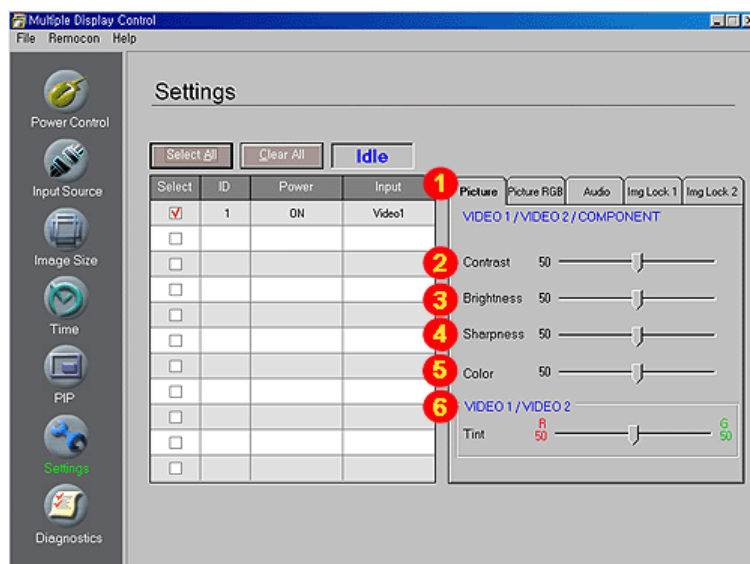 Multiple Display Control
File Remocon Help
Power Control
Input Source
Image Size
Time
PIP
Settings
Diagnostics
Settings
Select All Clear All Idle
Select ID Power Input
1 ON Video1
1 Picture Picture RGB Audio Img Lock 1 Img Lock 2
VIDEO 1 / VIDEO 2 / COMPONENT
2 Contrast 50
3 Brightness 50
4 Sharpness 50
5 Color 50
6 VIDEO 1 / VIDEO 2
Tint R 50 G 50